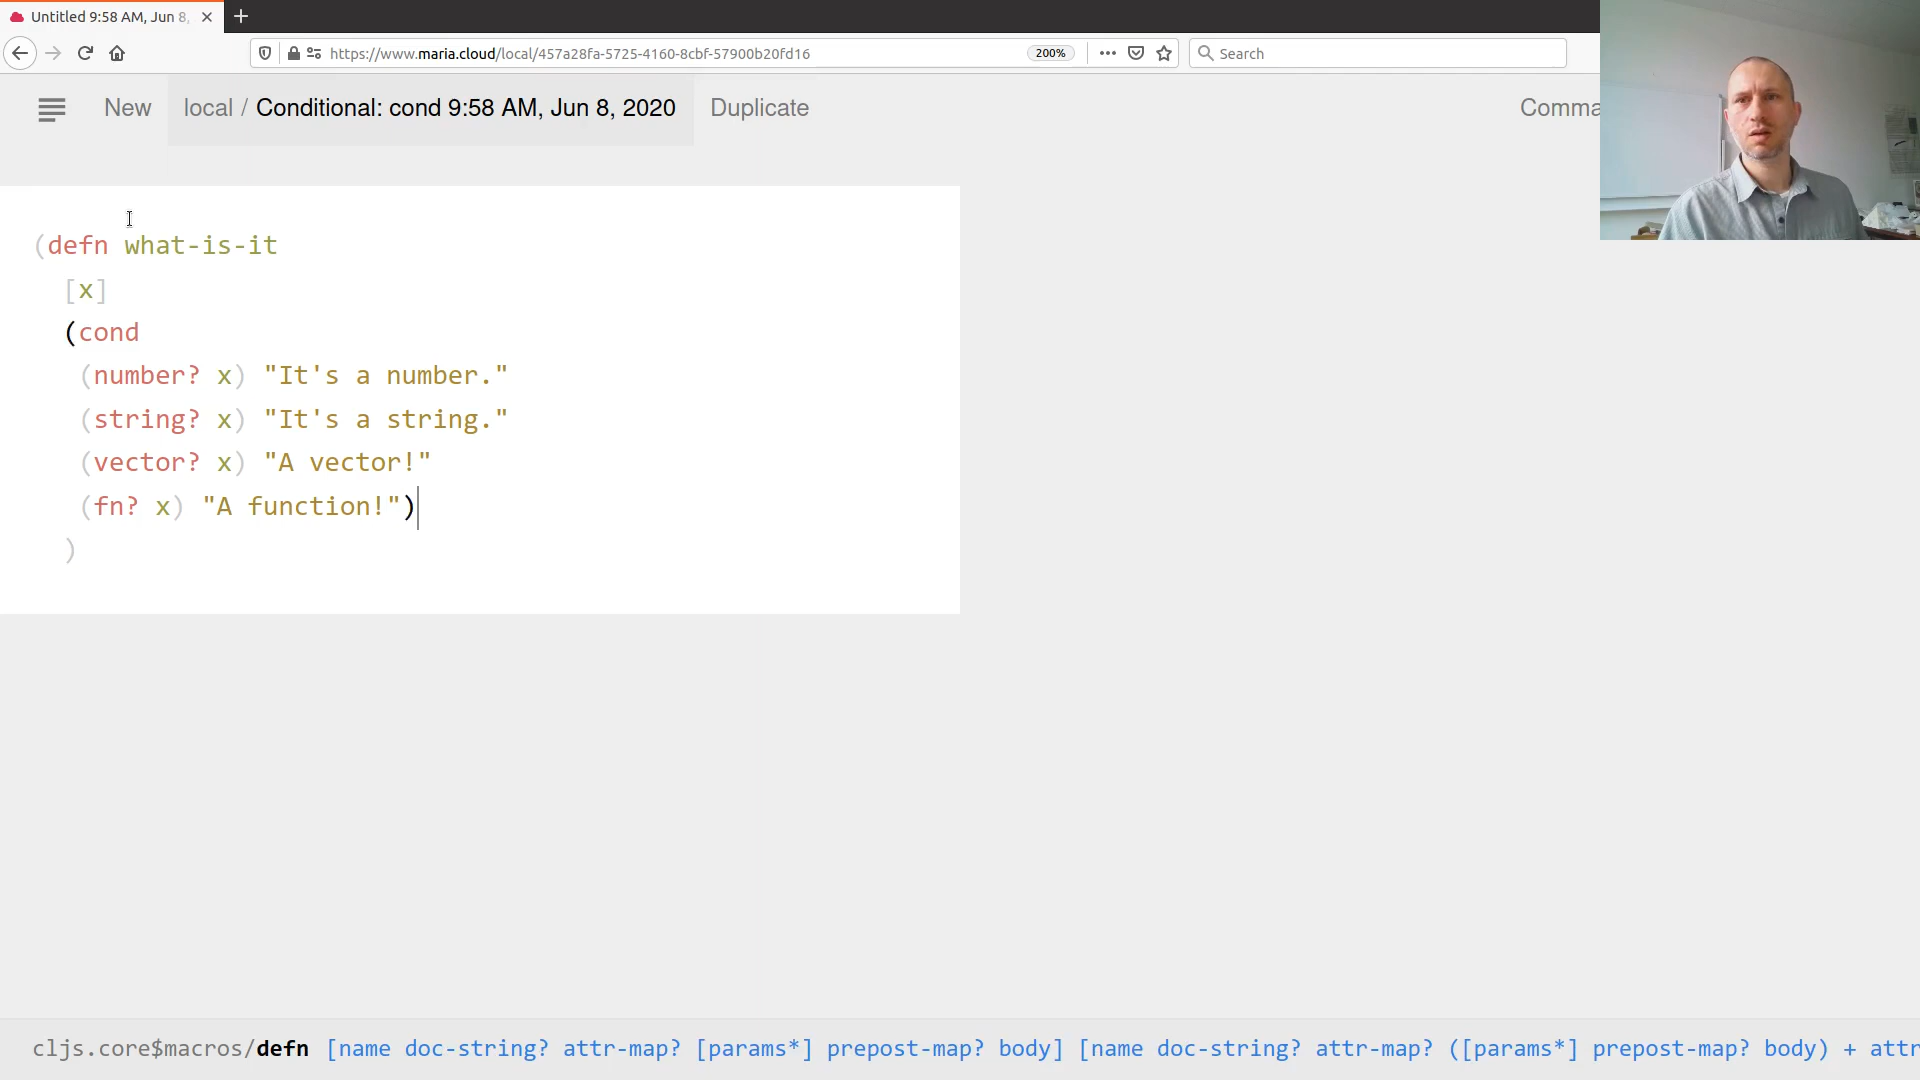 Untitled 9:58 AM, Jun 8,
https://www.maria.cloud/local/457a28fa-5725-4160-8cbf-57900b20fd16
200%
Search
New
local / Conditional: cond 9:58 AM, Jun 8, 2020
Duplicate
Comma
(defn what-is-it
[x]
(cond
(number? x) "It's a number."
(string? x) "It's a string."
(vector? x) "A vector!"
(fn? x) "A function!")
)
cljs.core$macros/defn [name doc-string? attr-map? [params*] prepost-map? body] [name doc-string? attr-map? ([params*] prepost-map? body) + attr